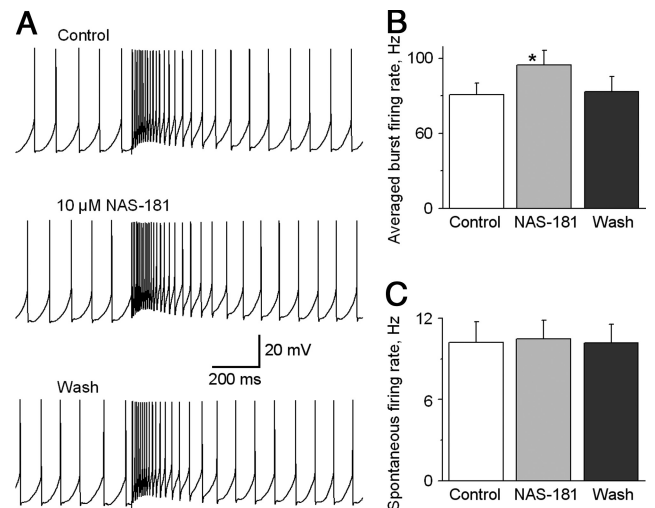 A
Control
10 µM NAS-181
20 mV
200 ms
Wash
B
Averaged burst firing rate, Hz
100
60
0
Control NAS-181 Wash
C
Spontaneous firing rate, Hz
12
6
0
Control NAS-181 Wash
*